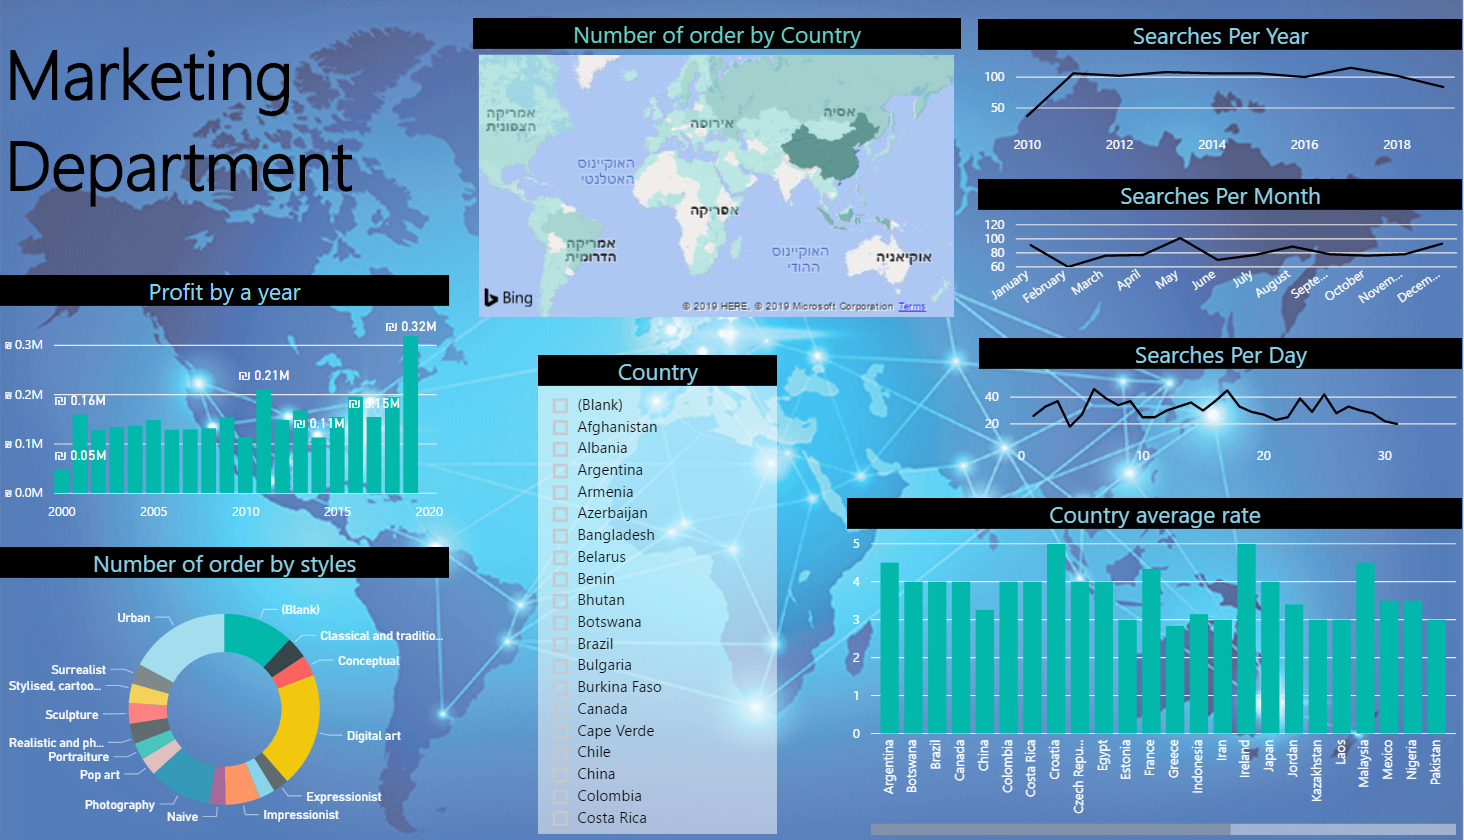 Marketing
Department
Number of order by Country
אמריקה
הצפונית
אירופה
אסיה
האוקיינוס
האטלנטי
אפריקה
אמריקה
הדרומית
האוקיינוס
ההודי
אוקיאניה
Bing
© 2019 HERE, © 2019 Microsoft Corporation Terms
Searches Per Year
100
50
2010 2012 2014 2016 2018
Searches Per Month
120
100
80
60
January February March April May June July August Septe... October Novem... Decem...
Searches Per Day
40
20
0 10 20 30
Profit by a year
₪ 0.3M
₪ 0.2M
₪ 0.1M
₪ 0.0M
₪ 0.05M
₪ 0.16M
₪ 0.21M
₪ 0.11M
₪ 0.15M
₪ 0.32M
2000 2005 2010 2015 2020
Number of order by styles
(Blank)
Classical and traditio...
Conceptual
Digital art
Expressionist
Impressionist
Naive
Photography
Pop art
Portraiture
Realistic and ph...
Sculpture
Stylised, cartoo...
Surrealist
Urban
Country
(Blank)
Afghanistan
Albania
Argentina
Armenia
Azerbaijan
Bangladesh
Belarus
Benin
Bhutan
Botswana
Brazil
Bulgaria
Burkina Faso
Canada
Cape Verde
Chile
China
Colombia
Costa Rica
Country average rate
5
4
3
2
1
0
Argentina
Botswana
Brazil
Canada
China
Colombia
Costa Rica
Croatia
Czech Repu...
Egypt
Estonia
France
Greece
Indonesia
Iran
Ireland
Japan
Jordan
Kazakhstan
Laos
Malaysia
Mexico
Nigeria
Pakistan